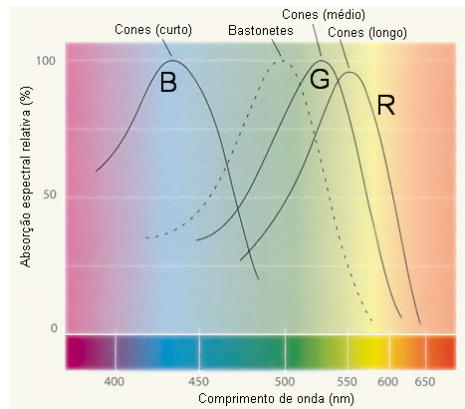 Cones (médio)
Cones (curto)
Bastonetes
Cones (longo)
100
B
G
R
50
0
Absorção espectral relativa (%)
400 450 500 550 600 650
Comprimento de onda (nm)